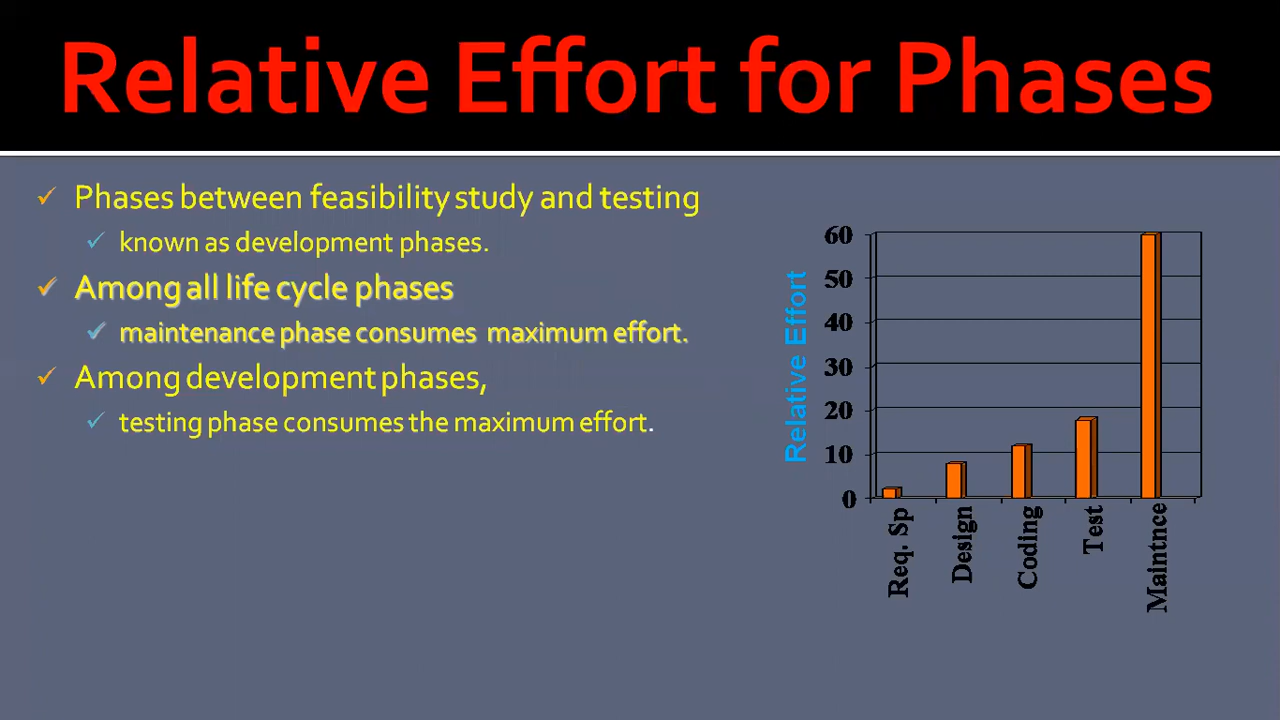 Relative Effort for Phases
Phases between feasibility study and testing
known as development phases.
Among all life cycle phases
maintenance phase consumes maximum effort.
Among development phases,
testing phase consumes the maximum effort.
Relative Effort
60
50
40
30
20
10
0
Req. Sp
Design
Coding
Test
Maintnce